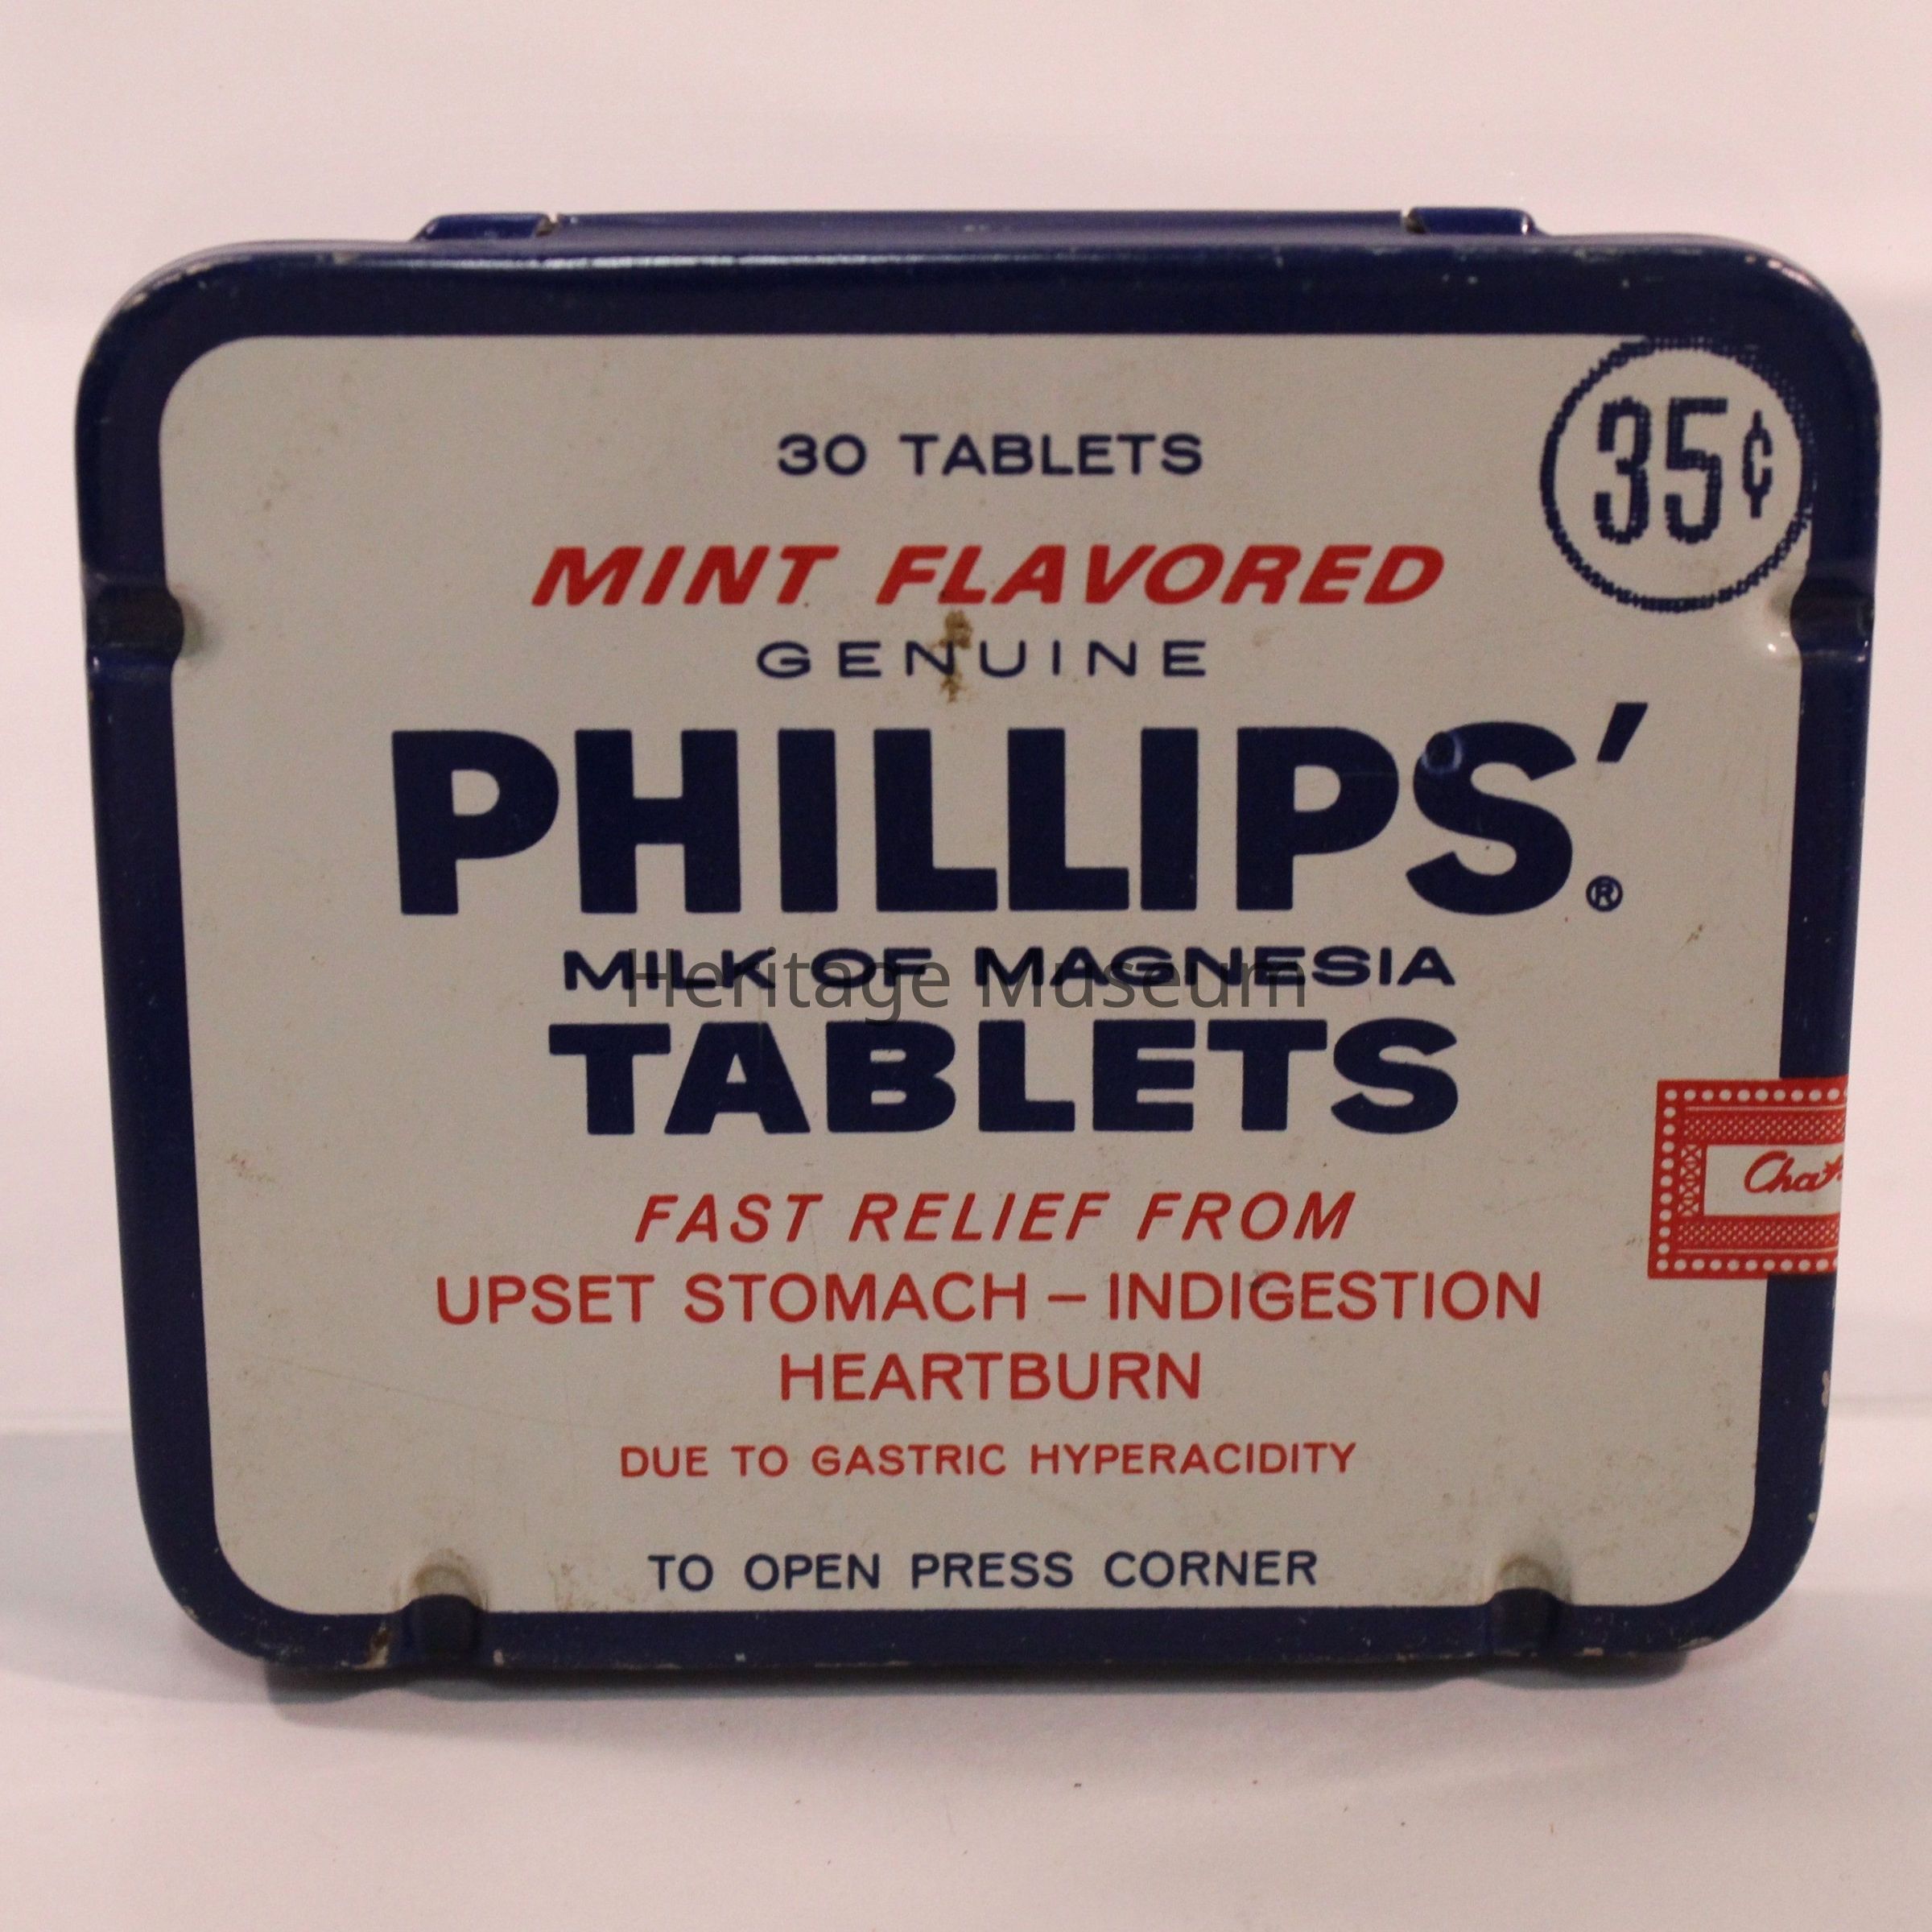 35¢
30 TABLETS
MINT FLAVORED
GENUINE
PHILLIPS'®
MILK OF MAGNESIA
Heritage Museum
TABLETS
FAST RELIEF FROM
UPSET STOMACH – INDIGESTION
HEARTBURN
DUE TO GASTRIC HYPERACIDITY
TO OPEN PRESS CORNER